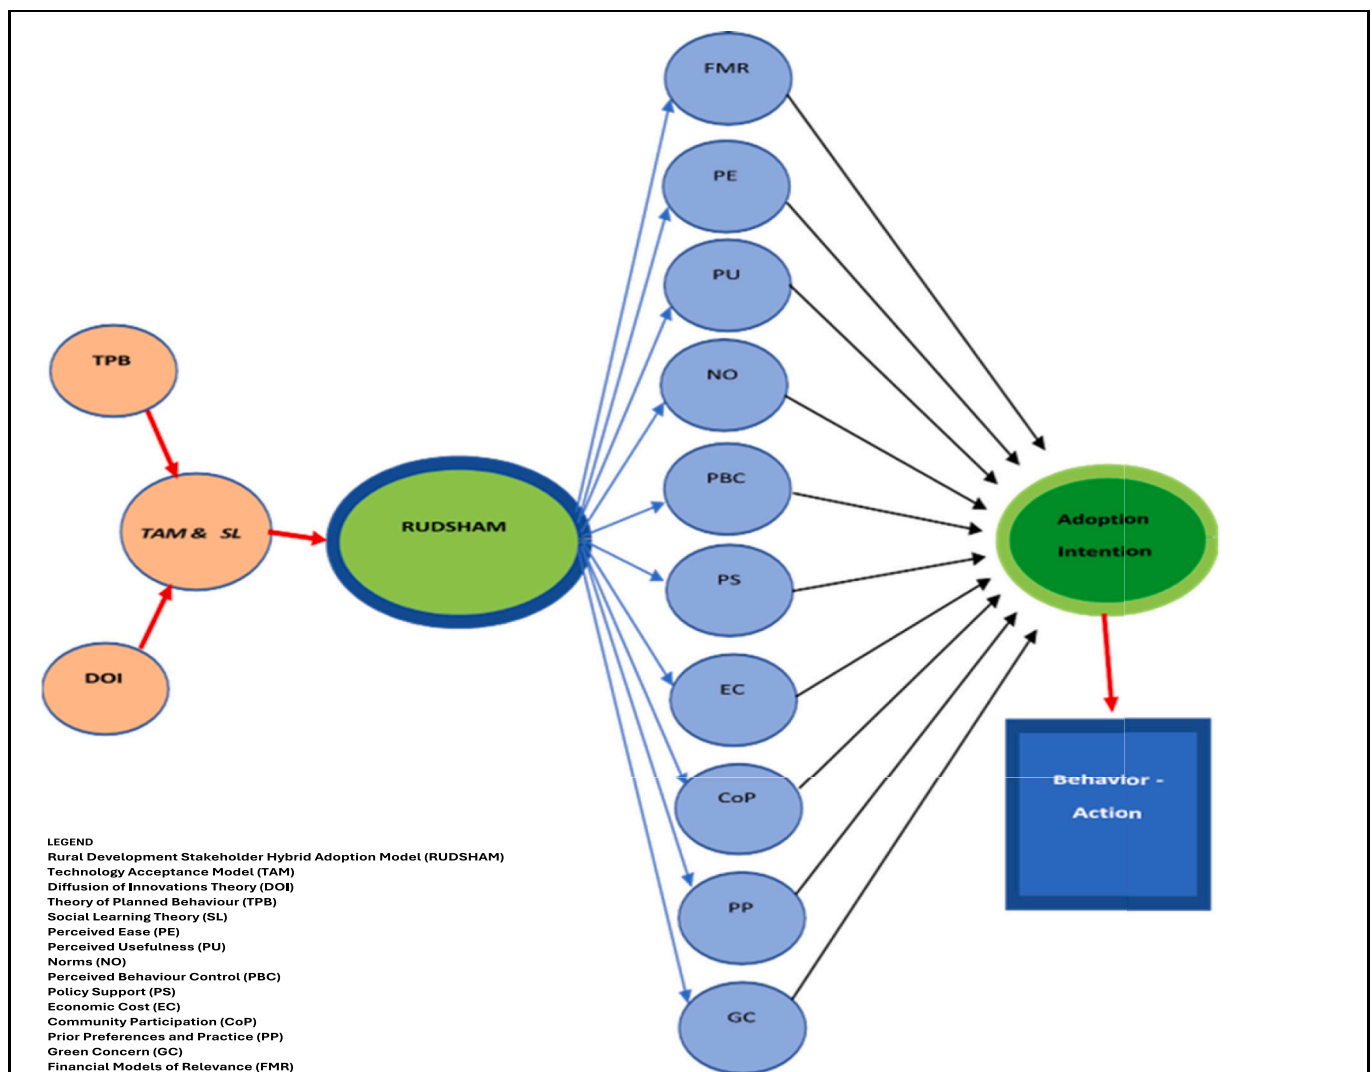 FMR
PE
PU
NO
PBC
PS
EC
CoP
PP
GC
TPB
TAM & SL
DOI
RUDSHAM
Adoption
Intention
Behavior -
Action
LEGEND
Rural Development Stakeholder Hybrid Adoption Model (RUDSHAM)
Technology Acceptance Model (TAM)
Diffusion of Innovations Theory (DOI)
Theory of Planned Behaviour (TPB)
Social Learning Theory (SL)
Perceived Ease (PE)
Perceived Usefulness (PU)
Norms (NO)
Perceived Behaviour Control (PBC)
Policy Support (PS)
Economic Cost (EC)
Community Participation (CoP)
Prior Preferences and Practice (PP)
Green Concern (GC)
Financial Models of Relevance (FMR)